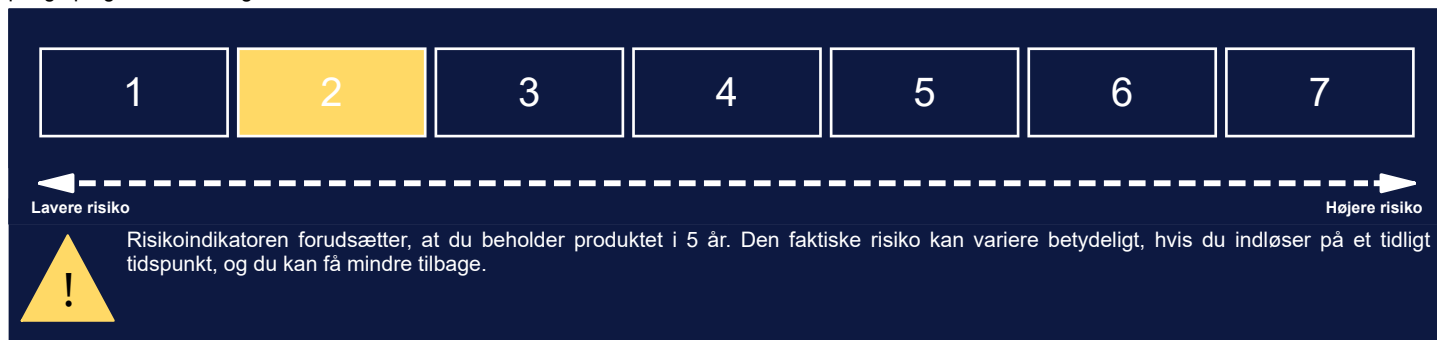 1 2 3 4 5 6 7
Lavere risiko Højere risiko
Risikoindikatoren forudsætter, at du beholder produktet i 5 år. Den faktiske risiko kan variere betydeligt, hvis du indløser på et tidligt
tidspunkt, og du kan få mindre tilbage.
!